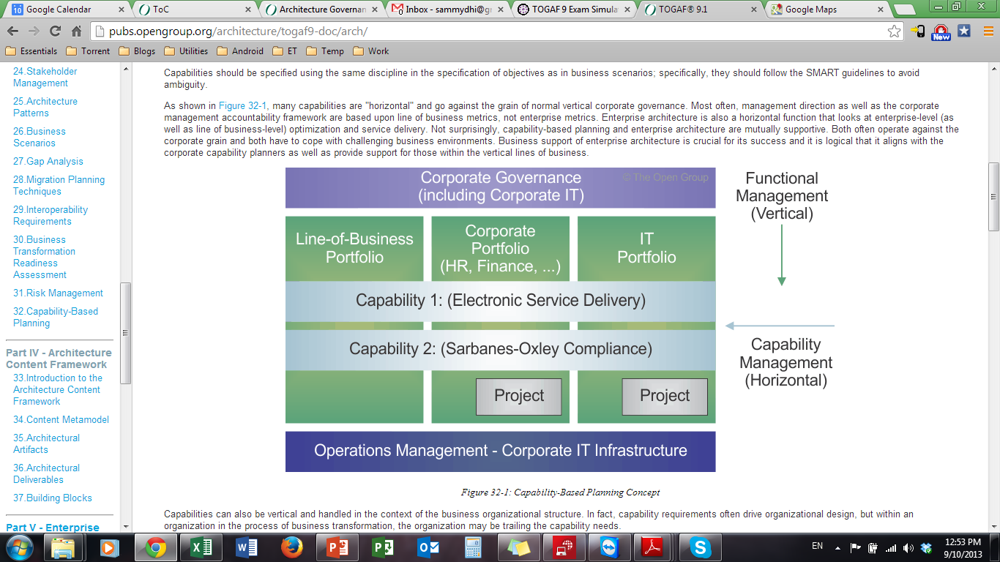 Google Calendar
ToC
Architecture Governan
Inbox - sammydhi@g
TOGAF 9 Exam Simula
TOGAF® 9.1
Google Maps
pubs.opengroup.org/architecture/togaf9-doc/arch/
New
Essentials
Torrent
Blogs
Utilities
Android
ET
Temp
Work
24.Stakeholder
Management
25.Architecture
Patterns
26.Business
Scenarios
27.Gap Analysis
28.Migration Planning
Techniques
29.Interoperability
Requirements
30.Business
Transformation
Readiness
Assessment
31.Risk Management
32.Capability-Based
Planning
Part IV - Architecture
Content Framework
33.Introduction to the
Architecture Content
Framework
34.Content Metamodel
35.Architectural
Artifacts
36.Architectural
Deliverables
37.Building Blocks
Part V - Enterprise
Capabilities should be specified using the same discipline in the specification of objectives as in business scenarios; specifically, they should follow the SMART guidelines to avoid
ambiguity.
As shown in Figure 32-1, many capabilities are "horizontal" and go against the grain of normal vertical corporate governance. Most often, management direction as well as the corporate
management accountability framework are based upon line of business metrics, not enterprise metrics. Enterprise architecture is also a horizontal function that looks at enterprise-level (as
well as line of business-level) optimization and service delivery. Not surprisingly, capability-based planning and enterprise architecture are mutually supportive. Both often operate against the
corporate grain and both have to cope with challenging business environments. Business support of enterprise architecture is crucial for its success and it is logical that it aligns with the
corporate capability planners as well as provide support for those within the vertical lines of business.
Corporate Governance
(including Corporate IT)
© The Open Group
Functional
Management
(Vertical)
Line-of-Business
Portfolio
Corporate
Portfolio
(HR, Finance, ...)
IT
Portfolio
Capability 1: (Electronic Service Delivery)
Capability 2: (Sarbanes-Oxley Compliance)
Capability
Management
(Horizontal)
Project
Project
Operations Management - Corporate IT Infrastructure
Figure 32-1: Capability-Based Planning Concept
Capabilities can also be vertical and handled in the context of the business organizational structure. In fact, capability requirements often drive organizational design, but within an
organization in the process of business transformation, the organization may be trailing the capability needs.
EN
12:53 PM
9/10/2013